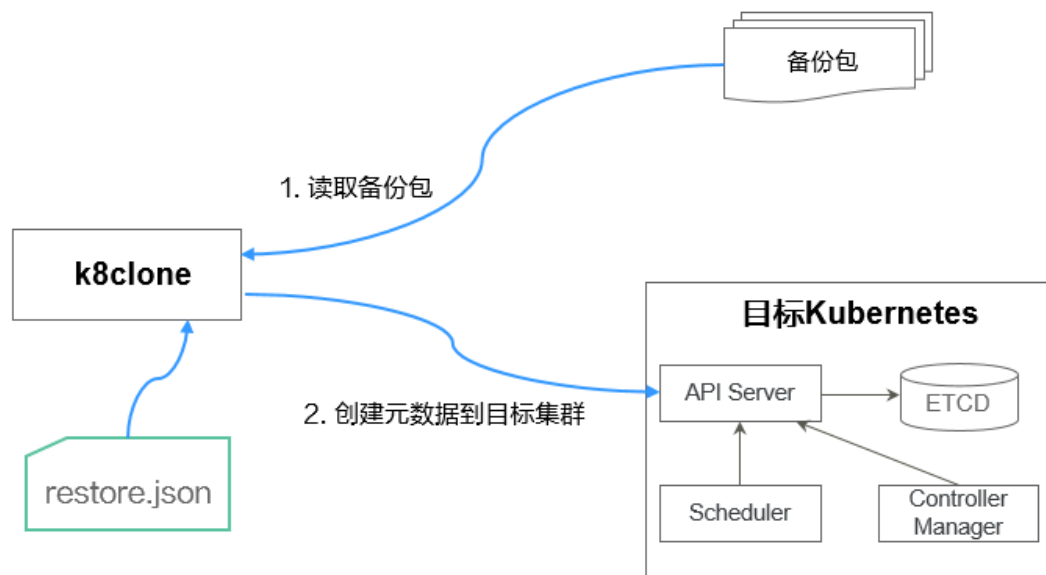 备份包
1. 读取备份包
k8clone
目标Kubernetes
API Server
ETCD
2. 创建元数据到目标集群
restore.json
Scheduler
Controller
Manager